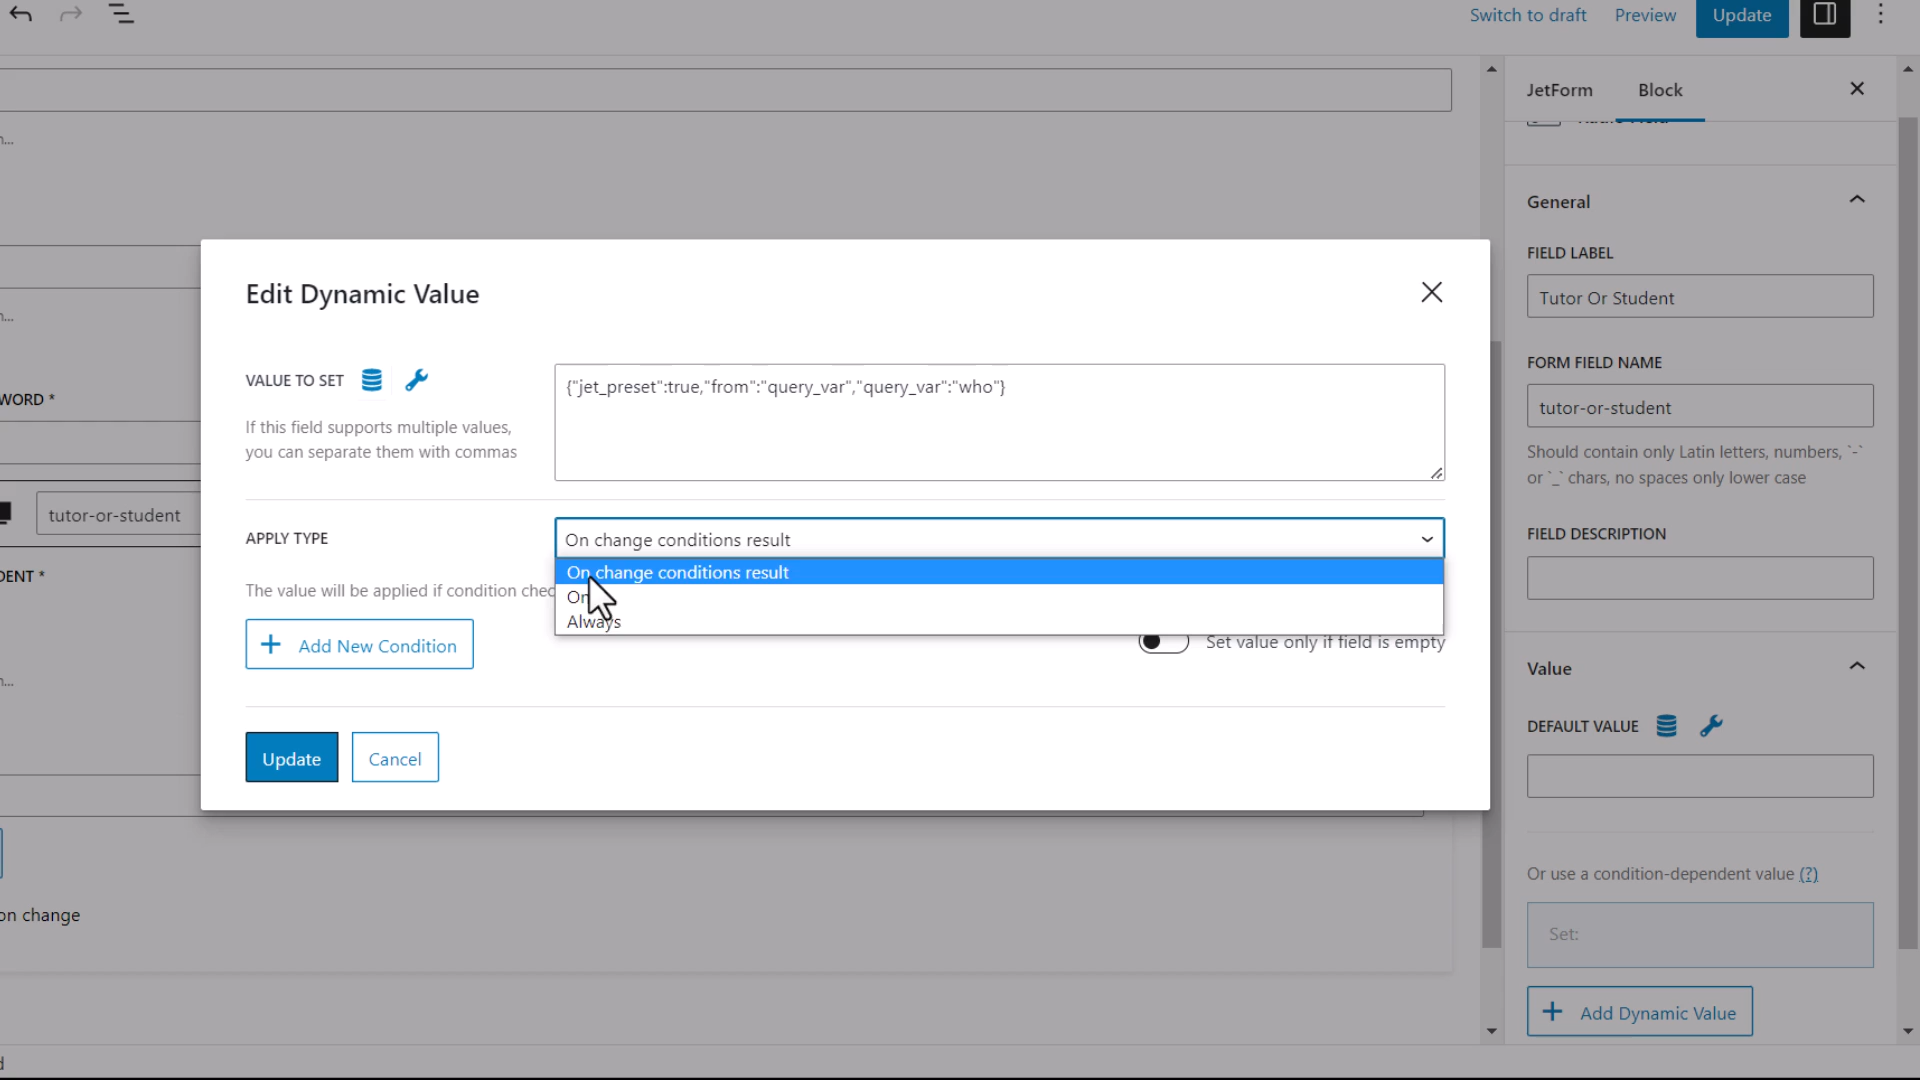 Switch to draft
Preview
Update
JetForm
Block
General
FIELD LABEL
Tutor Or Student
FORM FIELD NAME
tutor-or-student
Should contain only Latin letters, numbers, `-`
or `_` chars, no spaces only lower case
FIELD DESCRIPTION
Value
DEFAULT VALUE
Or use a condition-dependent value (?)
Set:
Add Dynamic Value
Edit Dynamic Value
VALUE TO SET
If this field supports multiple values,
you can separate them with commas
{"jet_preset":true,"from":"query_var","query_var":"who"}
APPLY TYPE
On change conditions result
On change conditions result
On
Always
The value will be applied if condition chec
Add New Condition
Set value only if field is empty
Update
Cancel
WORD *
tutor-or-student
DENT *
on change